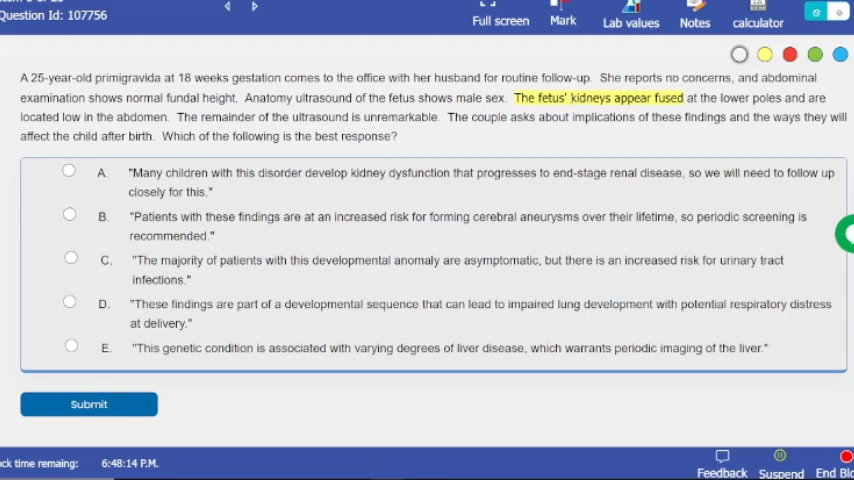 Question Id: 107756
Full screen
Mark
Lab values
Notes
calculator
A 25-year-old primigravida at 18 weeks gestation comes to the office with her husband for routine follow-up. She reports no concerns, and abdominal
examination shows normal fundal height. Anatomy ultrasound of the fetus shows male sex. The fetus' kidneys appear fused at the lower poles and are
located low in the abdomen. The remainder of the ultrasound is unremarkable. The couple asks about implications of these findings and the ways they will
affect the child after birth. Which of the following is the best response?
A. "Many children with this disorder develop kidney dysfunction that progresses to end-stage renal disease, so we will need to follow up
closely for this."
B. "Patients with these findings are at an increased risk for forming cerebral aneurysms over their lifetime, so periodic screening is
recommended."
C. "The majority of patients with this developmental anomaly are asymptomatic, but there is an increased risk for urinary tract
infections."
D. "These findings are part of a developmental sequence that can lead to impaired lung development with potential respiratory distress
at delivery."
E. "This genetic condition is associated with varying degrees of liver disease, which warrants periodic imaging of the liver."
Submit
ck time remaing: 6:48:14 P.M.
Feedback
Suspend
End Blo